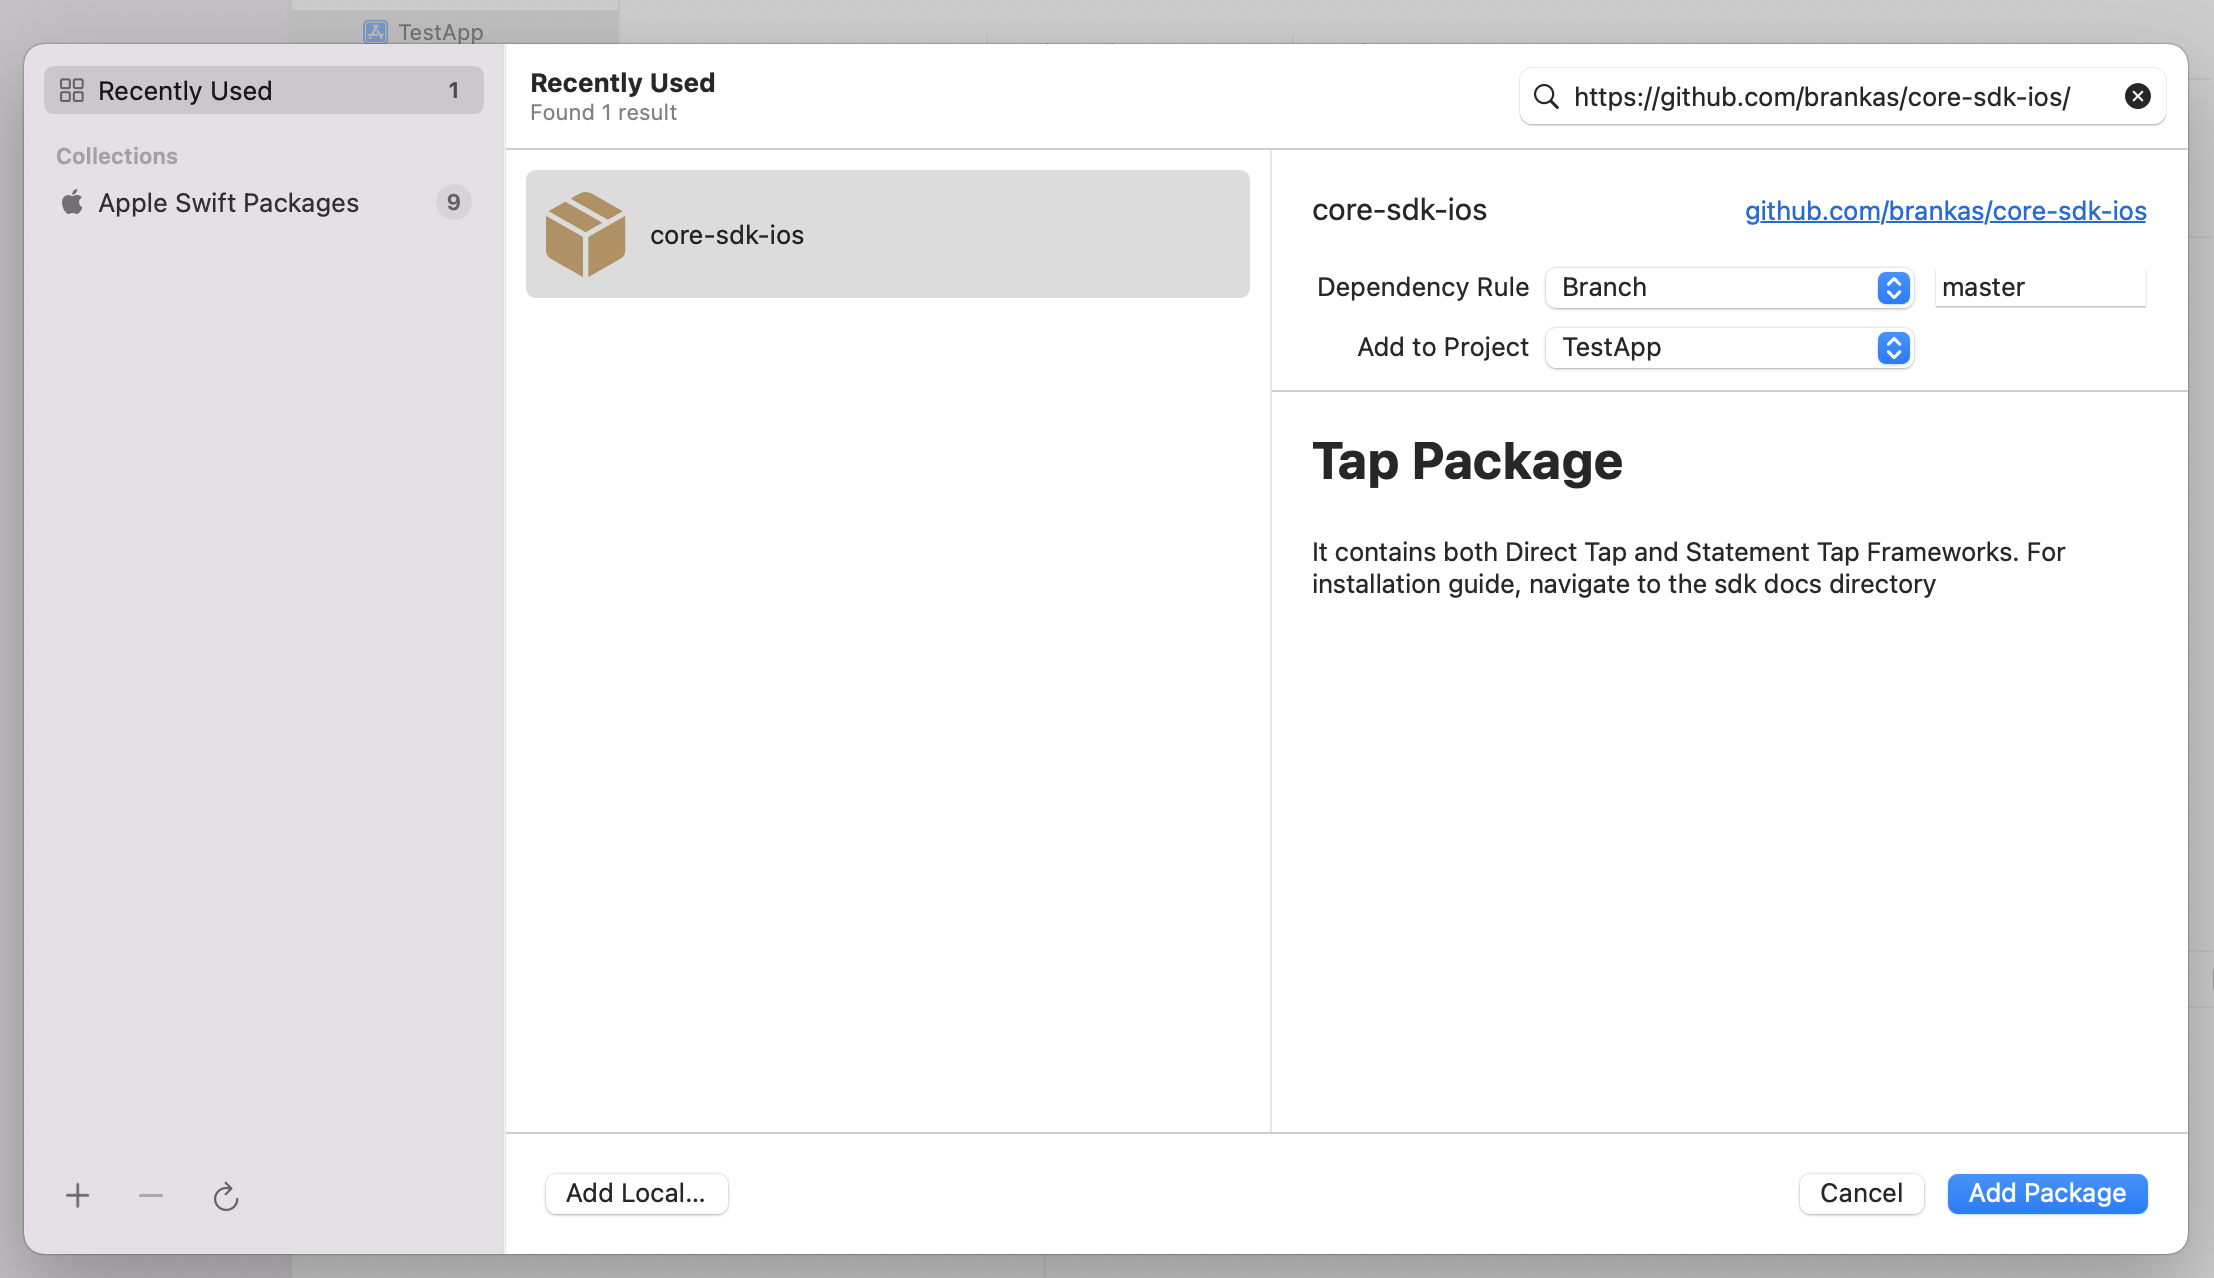 TestApp
Recently Used 1
Collections
Apple Swift Packages 9
Recently Used
Found 1 result
https://github.com/brankas/core-sdk-ios/
core-sdk-ios
core-sdk-ios github.com/brankas/core-sdk-ios
Dependency Rule Branch master
Add to Project TestApp
Tap Package
It contains both Direct Tap and Statement Tap Frameworks. For
installation guide, navigate to the sdk docs directory
Add Local...
Cancel Add Package